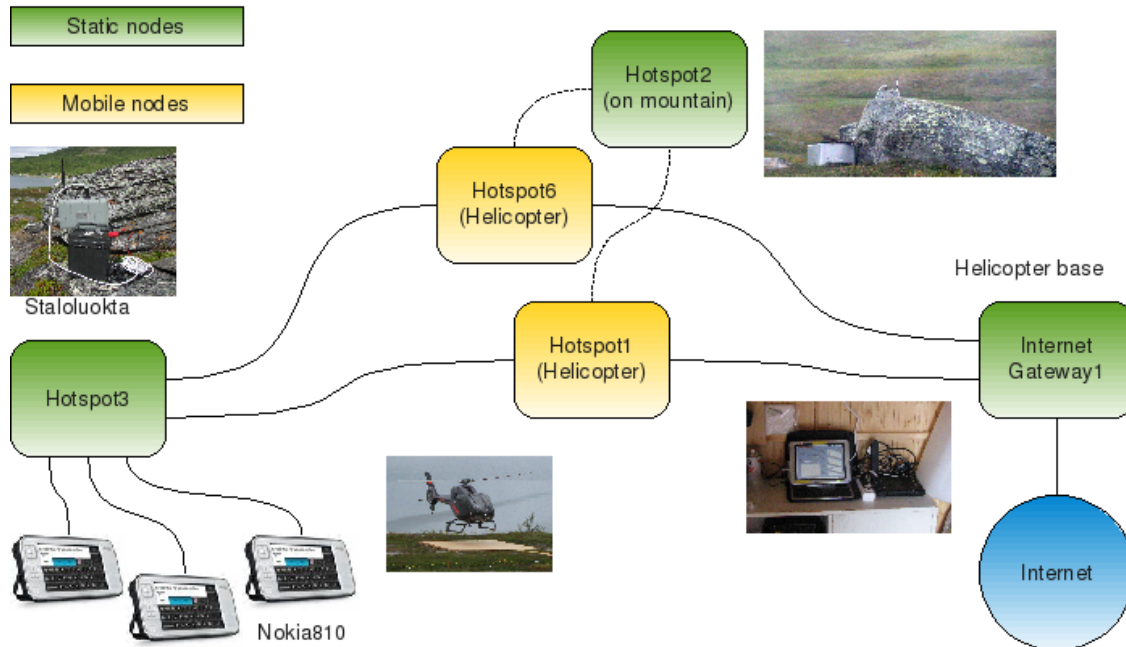 Static nodes
Mobile nodes
Hotspot2
(on mountain)
Hotspot6
(Helicopter)
Staloluokta
Helicopter base
Hotspot3
Hotspot1
(Helicopter)
Internet
Gateway1
Nokia810
Internet